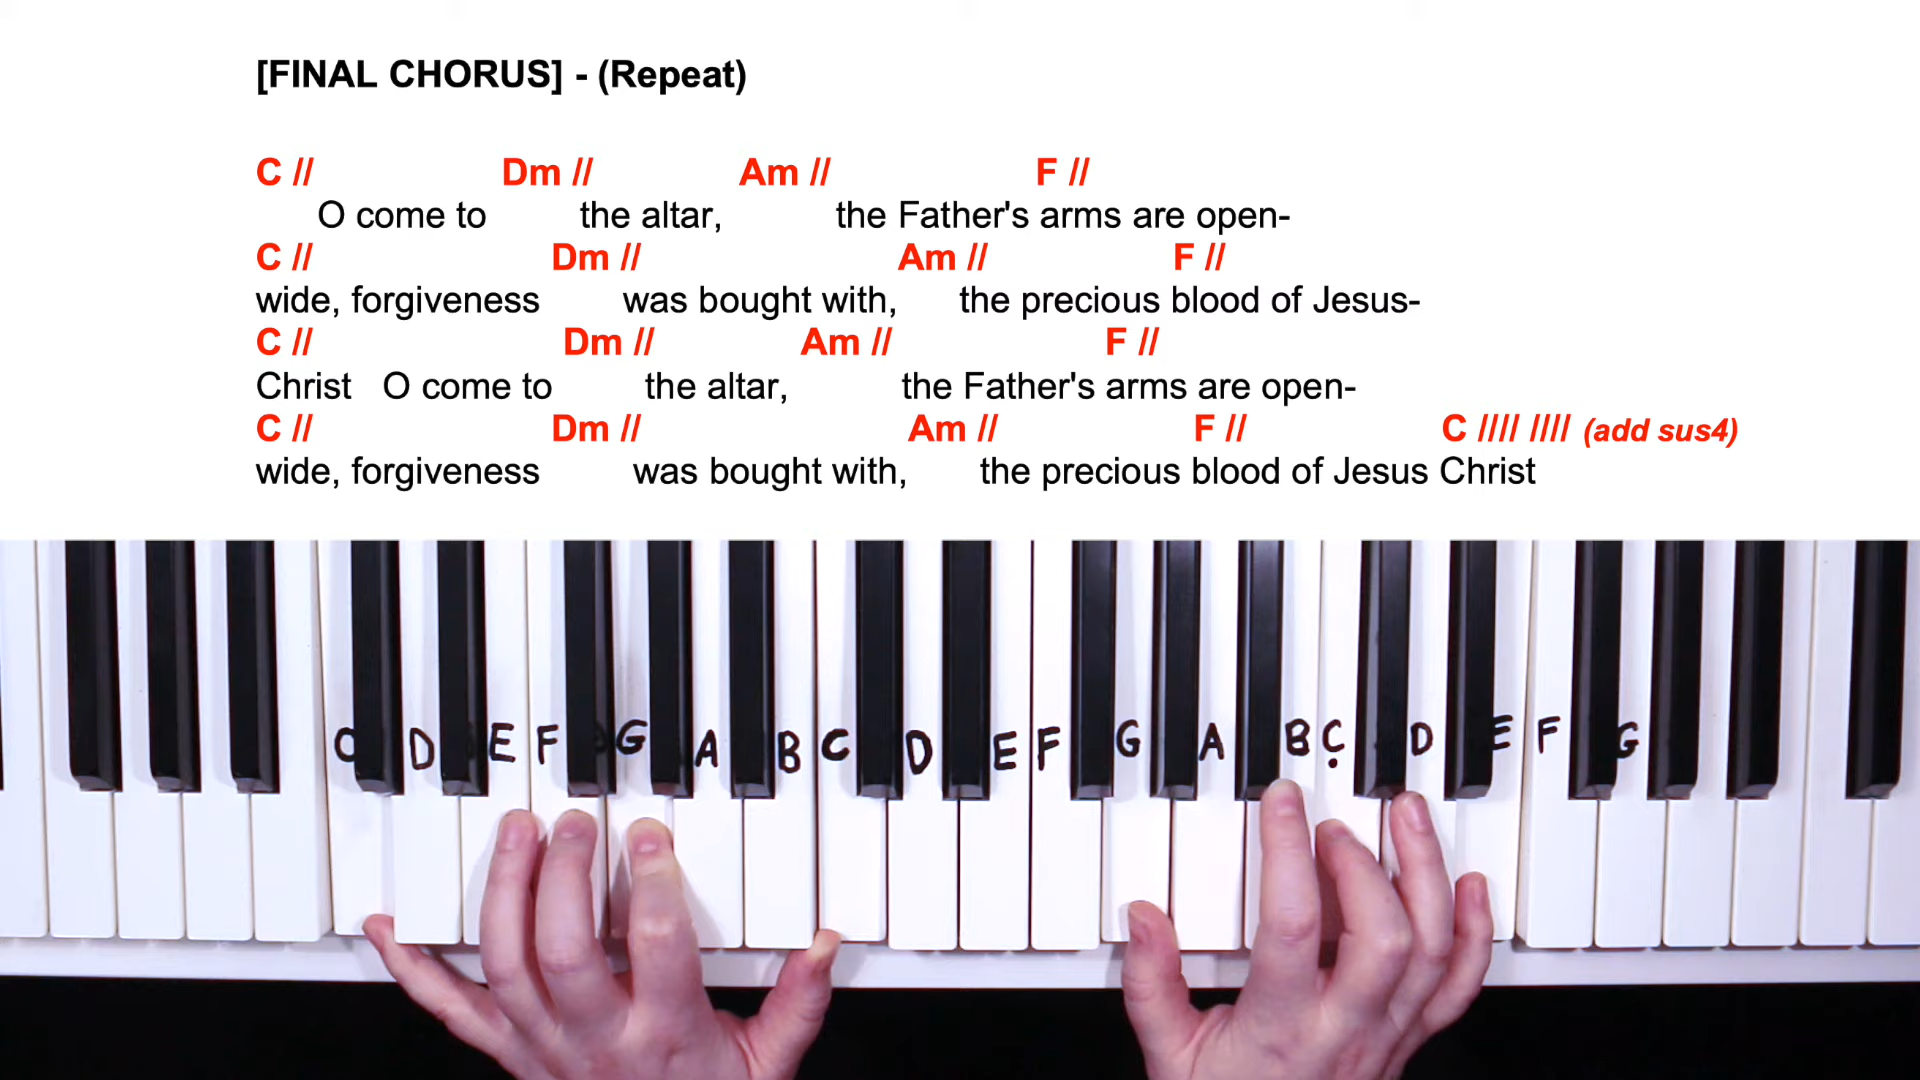 [FINAL CHORUS] - (Repeat)
C // Dm // Am // F //
O come to the altar, the Father's arms are open-
C // Dm // Am // F //
wide, forgiveness was bought with, the precious blood of Jesus-
C // Dm // Am // F //
Christ O come to the altar, the Father's arms are open-
C // Dm // Am // F // C //// //// (add sus4)
wide, forgiveness was bought with, the precious blood of Jesus Christ
C D E F G A B C D E F G A B C D E F G